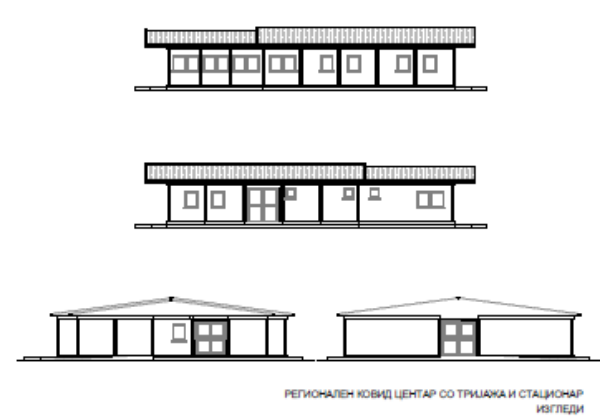 РЕГИОНАЛЕН КОВИД ЦЕНТАР СО ТРИЈАЖА И СТАЦИОНАР
ИЗГЛЕДИ